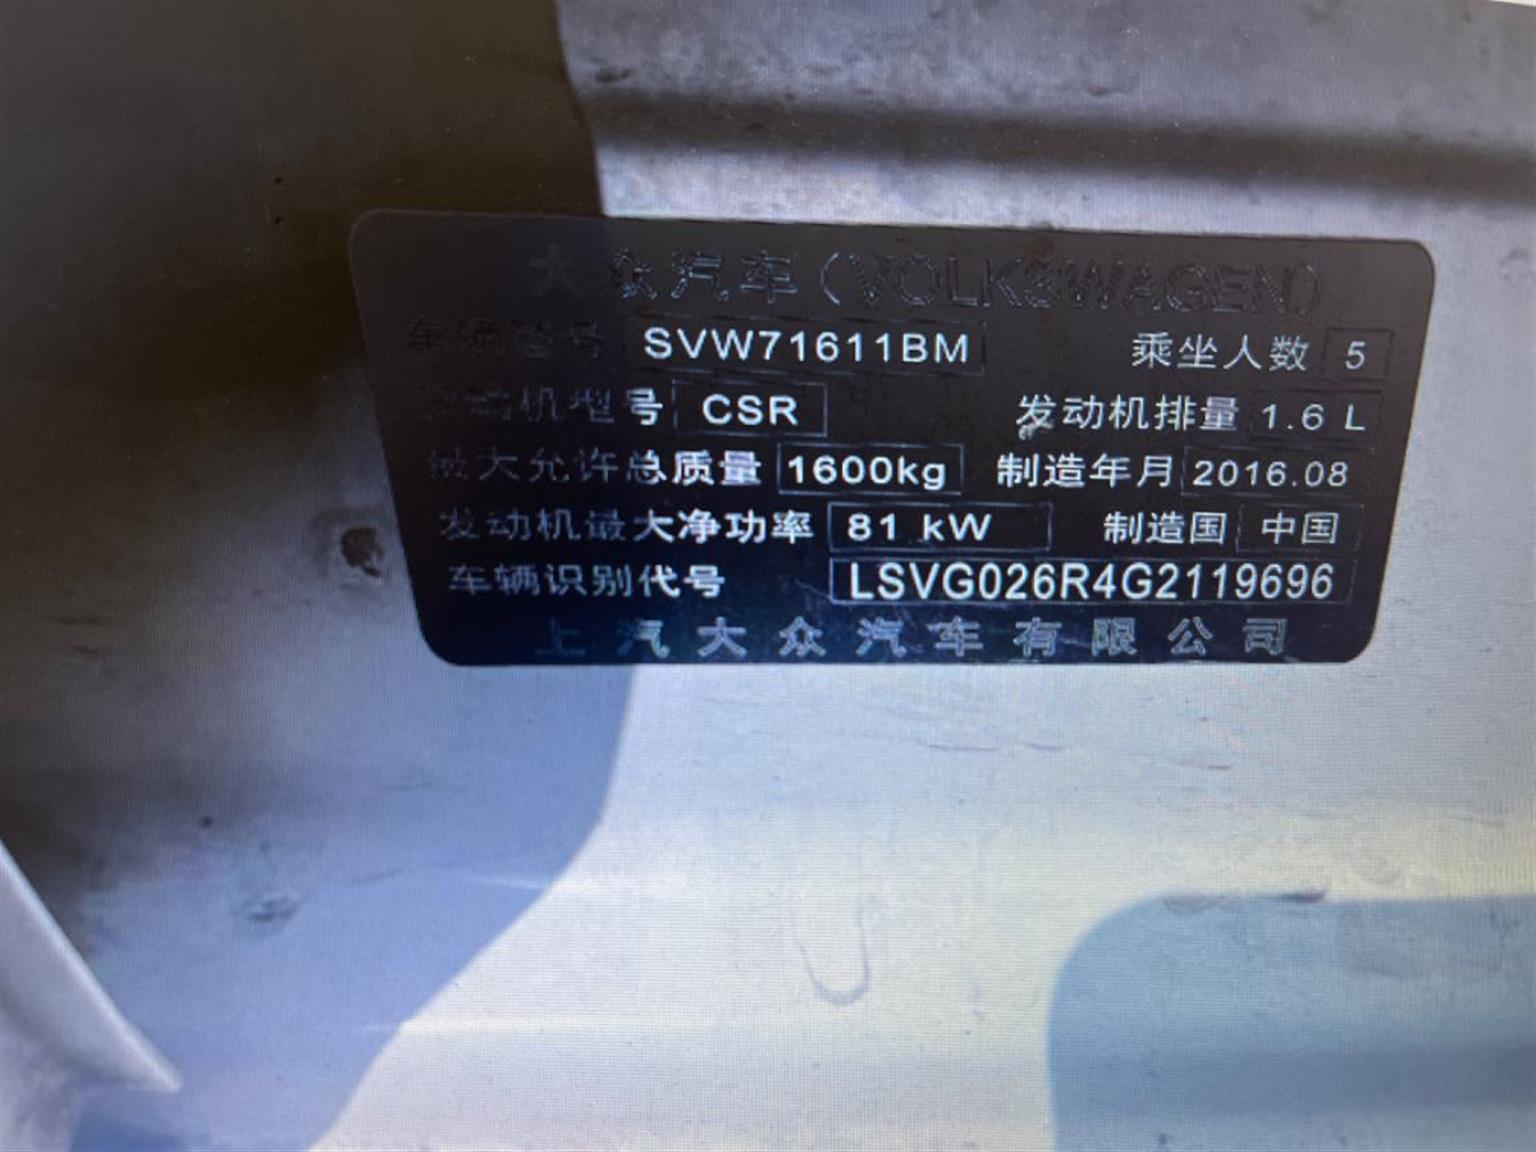 大众汽车(VOLKSWAGEN)
车辆型号 SVW71611BM 乘坐人数 5
发动机型号 CSR 发动机排量 1.6 L
最大允许总质量 1600kg 制造年月 2016.08
发动机最大净功率 81 kW 制造国 中国
车辆识别代号 LSVG026R4G2119696
上汽大众汽车有限公司